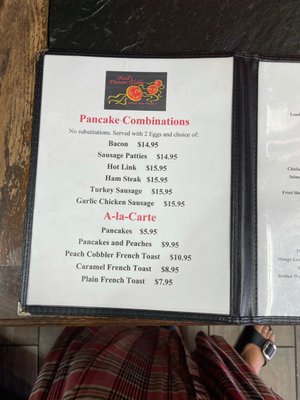 Pancake Combinations
No substitutions. Served with 2 Eggs and choice of:
Bacon $14.95
Sausage Patties $14.95
Hot Link $15.95
Ham Steak $15.95
Turkey Sausage $15.95
Garlic Chicken Sausage $15.95
A-la-Carte
Pancakes $5.95
Pancakes and Peaches $9.95
Peach Cobbler French Toast $10.95
Caramel French Toast $8.95
Plain French Toast $7.95